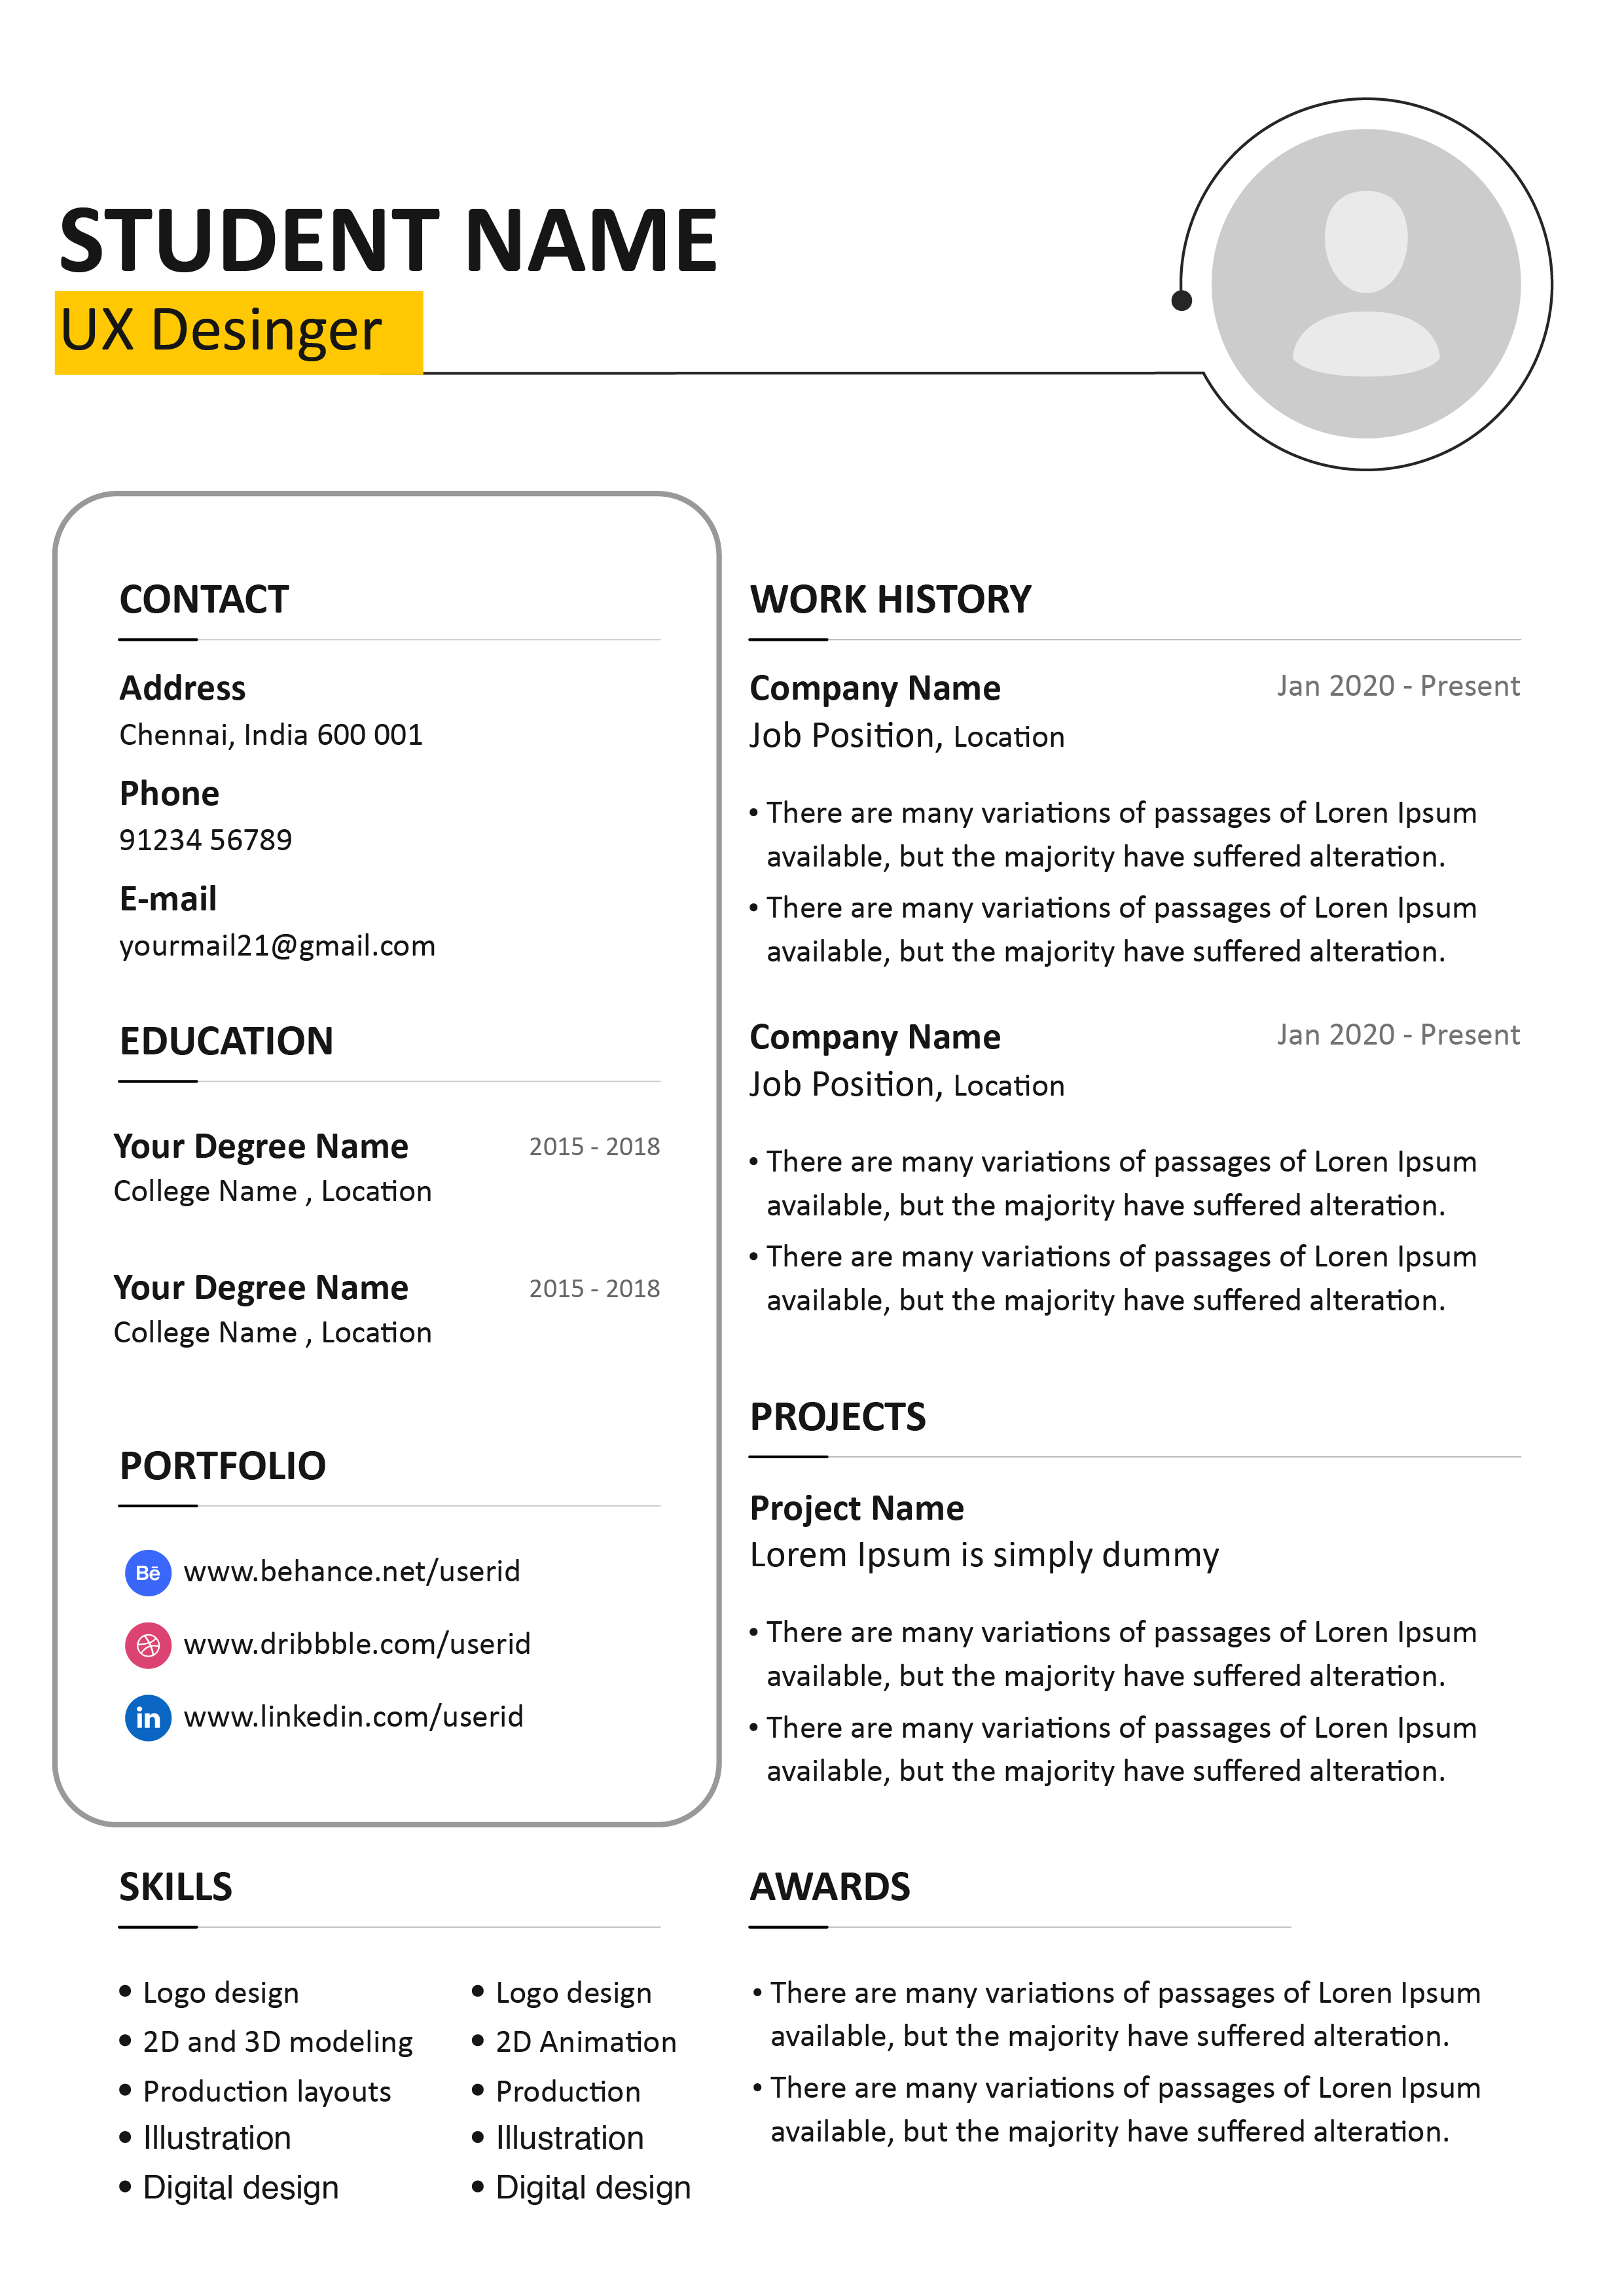 STUDENT NAME
UX Desinger
CONTACT
Address
Chennai, India 600 001
Phone
91234 56789
E-mail
yourmail21@gmail.com
EDUCATION
Your Degree Name 2015 - 2018
College Name , Location
Your Degree Name 2015 - 2018
College Name , Location
PORTFOLIO
Bē www.behance.net/userid
www.dribbble.com/userid
in www.linkedin.com/userid
SKILLS
• Logo design
• 2D and 3D modeling
• Production layouts
• Illustration
• Digital design
• Logo design
• 2D Animation
• Production
• Illustration
• Digital design
WORK HISTORY
Company Name Jan 2020 - Present
Job Position, Location
• There are many variations of passages of Loren Ipsum
available, but the majority have suffered alteration.
• There are many variations of passages of Loren Ipsum
available, but the majority have suffered alteration.
Company Name Jan 2020 - Present
Job Position, Location
• There are many variations of passages of Loren Ipsum
available, but the majority have suffered alteration.
• There are many variations of passages of Loren Ipsum
available, but the majority have suffered alteration.
PROJECTS
Project Name
Lorem Ipsum is simply dummy
• There are many variations of passages of Loren Ipsum
available, but the majority have suffered alteration.
• There are many variations of passages of Loren Ipsum
available, but the majority have suffered alteration.
AWARDS
• There are many variations of passages of Loren Ipsum
available, but the majority have suffered alteration.
• There are many variations of passages of Loren Ipsum
available, but the majority have suffered alteration.